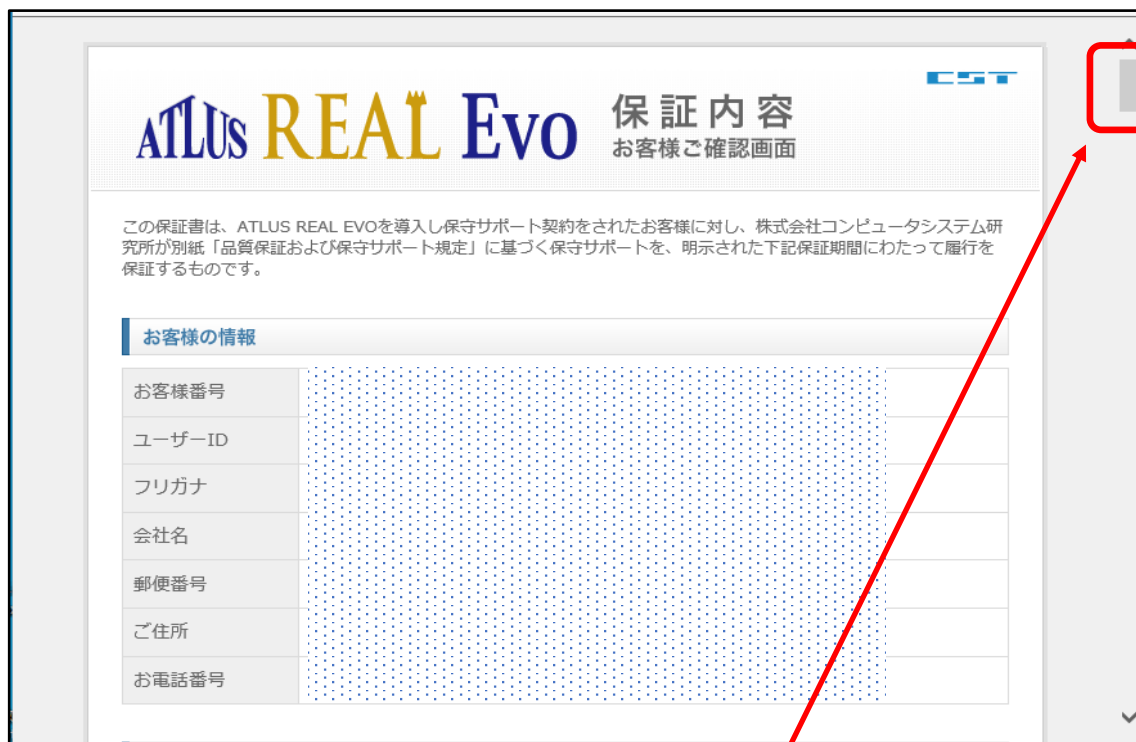 CST
ATLUS REAL EVO 保証内容
お客様ご確認画面
この保証書は、ATLUS REAL EVOを導入し保守サポート契約をされたお客様に対し、株式会社コンピュータシステム研
究所が別紙「品質保証および保守サポート規定」に基づく保守サポートを、明示された下記保証期間にわたって履行を
保証するものです。
お客様の情報
お客様番号
ユーザーID
フリガナ
会社名
郵便番号
ご住所
お電話番号